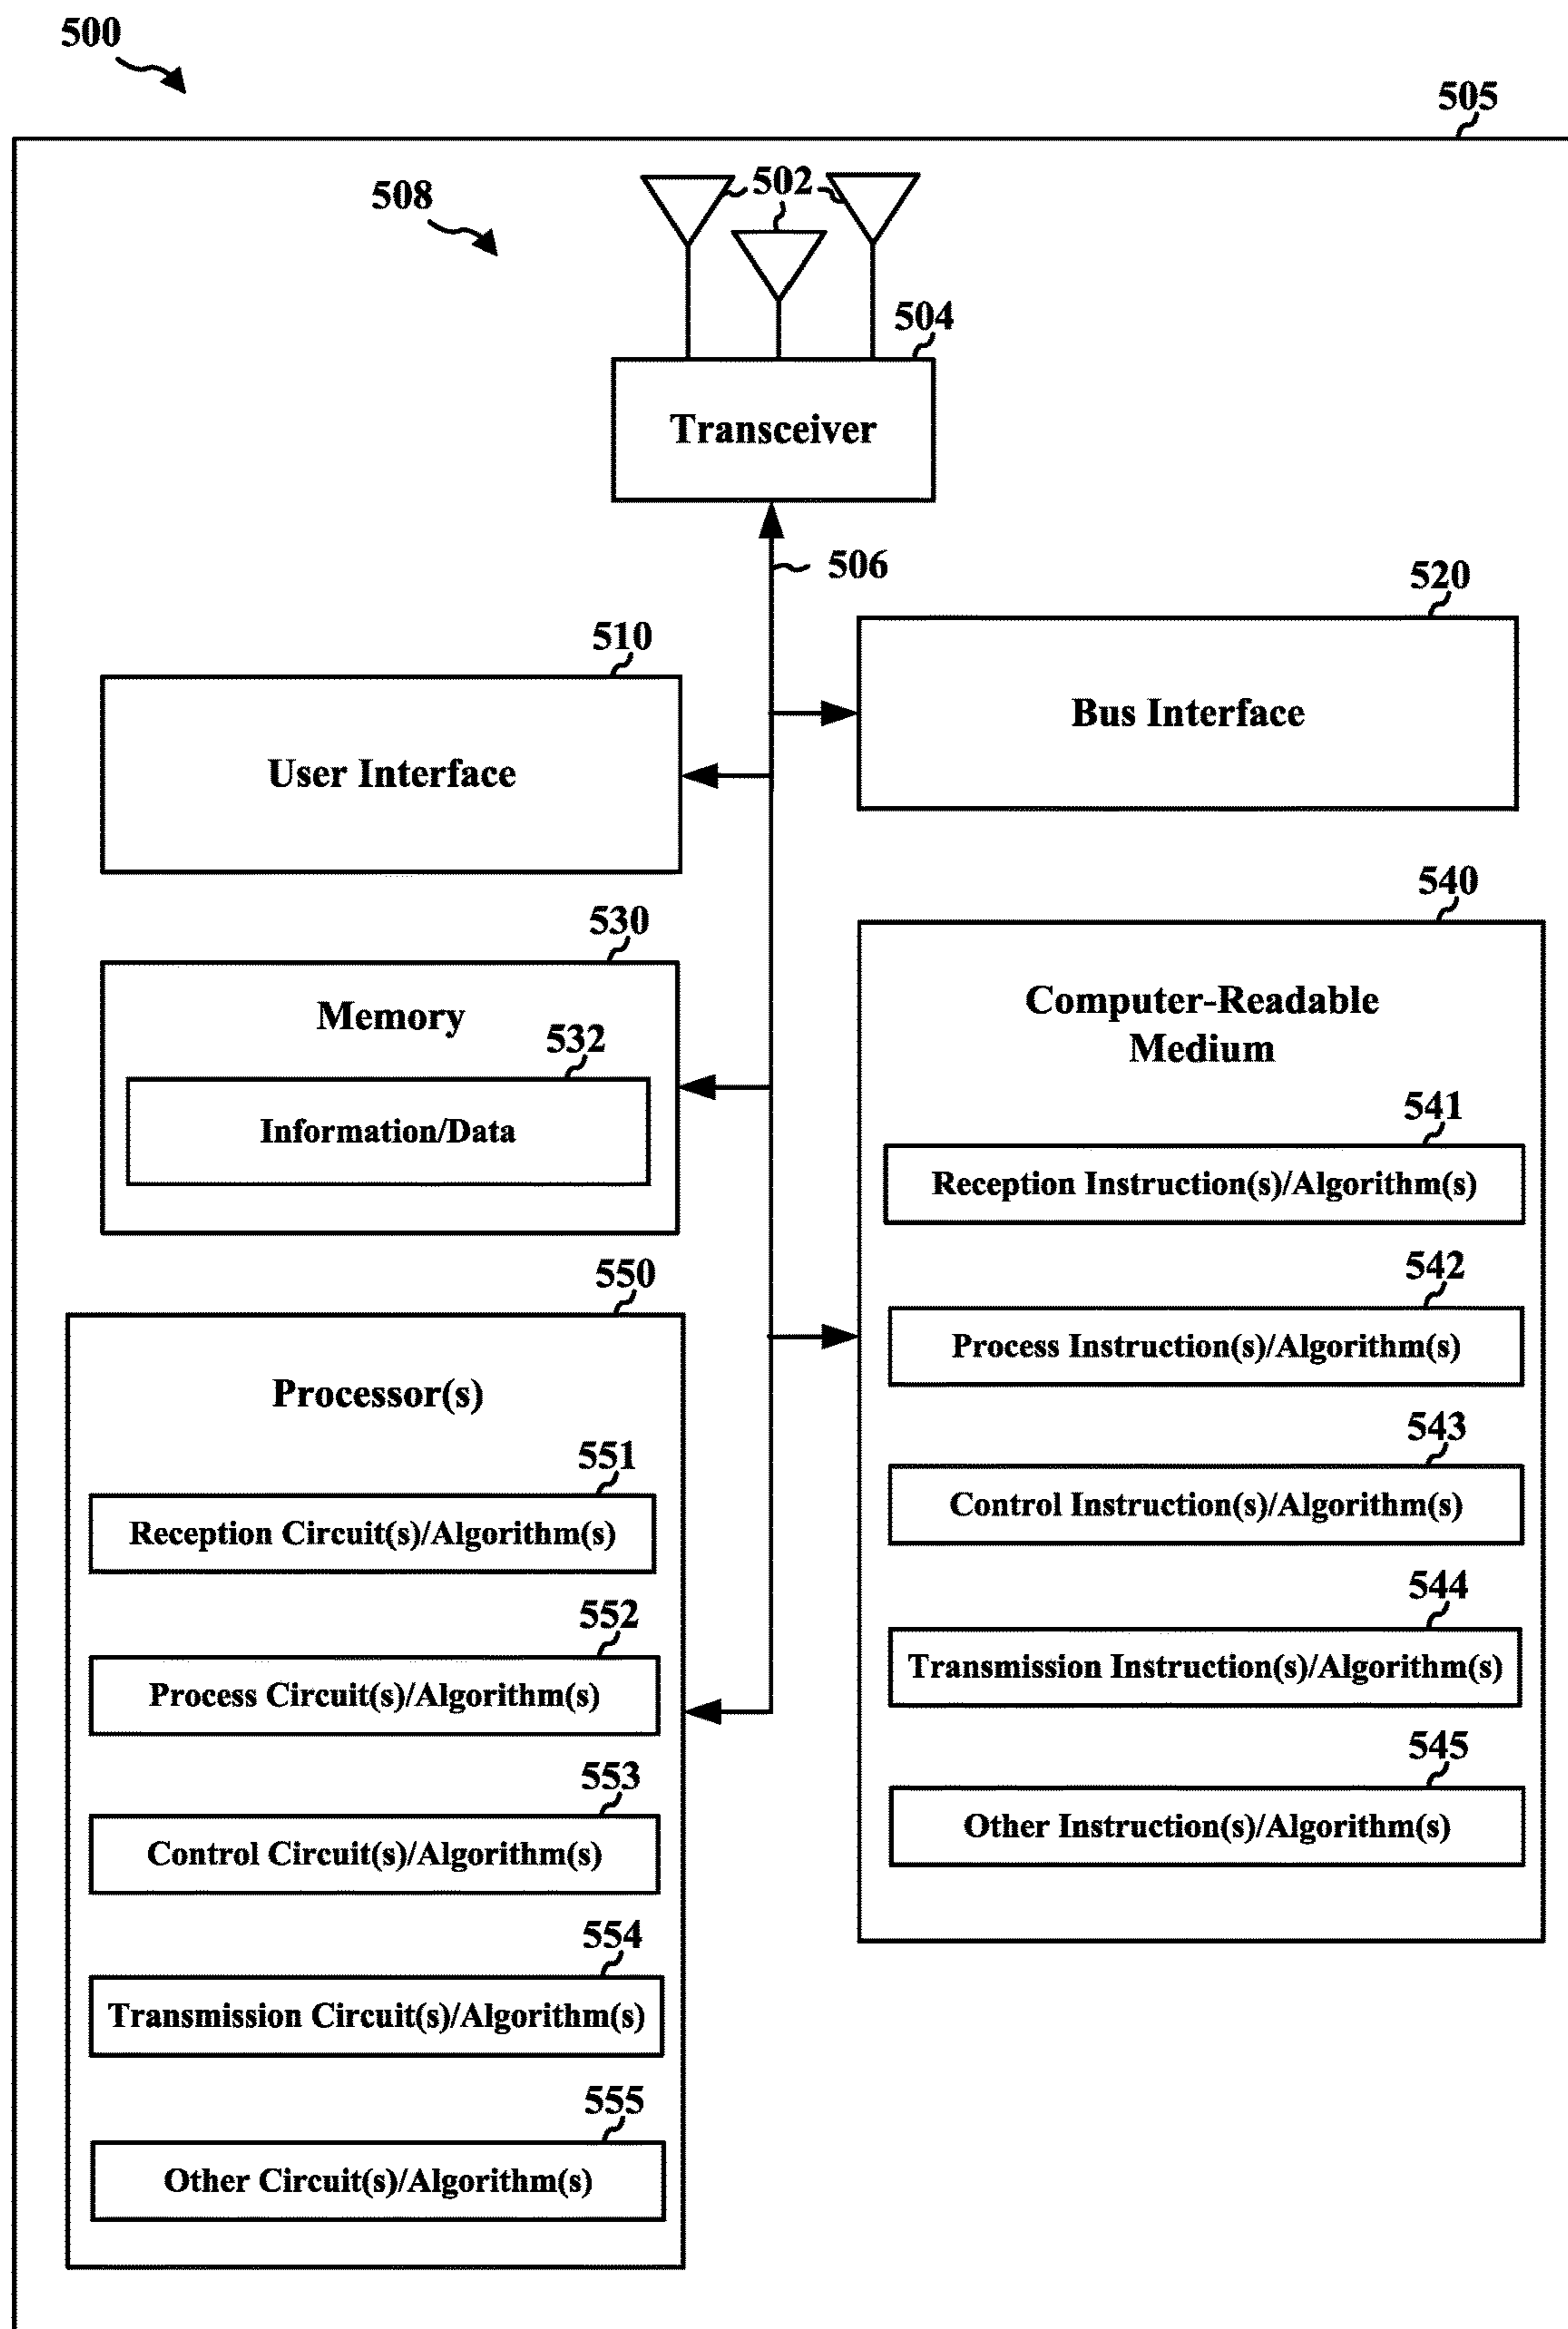 500
505
508
502
504
Transceiver
506
520
Bus Interface
510
User Interface
530
Memory
532
Information/Data
540
Computer-Readable
Medium
541
Reception Instruction(s)/Algorithm(s)
542
Process Instruction(s)/Algorithm(s)
543
Control Instruction(s)/Algorithm(s)
544
Transmission Instruction(s)/Algorithm(s)
545
Other Instruction(s)/Algorithm(s)
550
Processor(s)
551
Reception Circuit(s)/Algorithm(s)
552
Process Circuit(s)/Algorithm(s)
553
Control Circuit(s)/Algorithm(s)
554
Transmission Circuit(s)/Algorithm(s)
555
Other Circuit(s)/Algorithm(s)